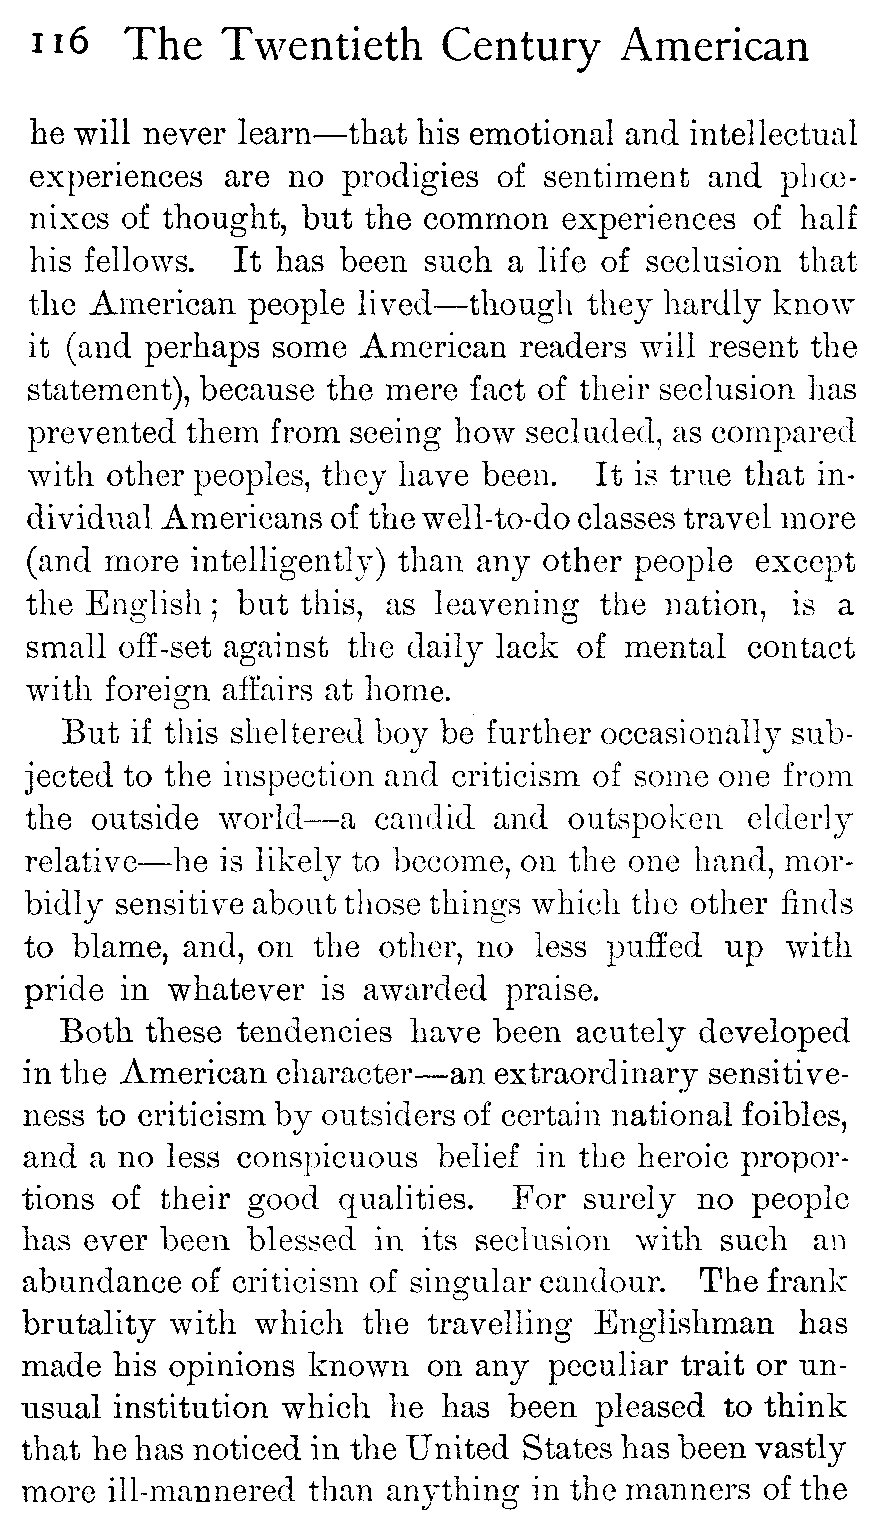 116 The Twentieth Century American
he will never learn—that his emotional and intellectual
experiences are no prodigies of sentiment and phœ-
nixes of thought, but the common experiences of half
his fellows. It has been such a life of seclusion that
the American people lived—though they hardly know
it (and perhaps some American readers will resent the
statement), because the mere fact of their seclusion has
prevented them from seeing how secluded, as compared
with other peoples, they have been. It is true that in-
dividual Americans of the well-to-do classes travel more
(and more intelligently) than any other people except
the English; but this, as leavening the nation, is a
small off-set against the daily lack of mental contact
with foreign affairs at home.
But if this sheltered boy be further occasionally sub-
jected to the inspection and criticism of some one from
the outside world—a candid and outspoken elderly
relative—he is likely to become, on the one hand, mor-
bidly sensitive about those things which the other finds
to blame, and, on the other, no less puffed up with
pride in whatever is awarded praise.
Both these tendencies have been acutely developed
in the American character—an extraordinary sensitive-
ness to criticism by outsiders of certain national foibles,
and a no less conspicuous belief in the heroic propor-
tions of their good qualities. For surely no people
has ever been blessed in its seclusion with such an
abundance of criticism of singular candour. The frank
brutality with which the travelling Englishman has
made his opinions known on any peculiar trait or un-
usual institution which he has been pleased to think
that he has noticed in the United States has been vastly
more ill-mannered than anything in the manners of the